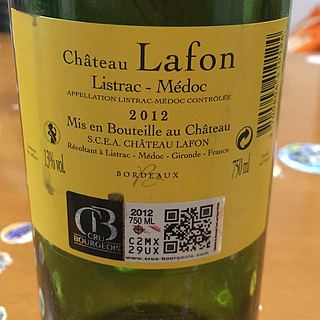 Château Lafon
Listrac - Médoc
APPELLATION LISTRAC-MÉDOC CONTRÔLÉE
2012
Mis en Bouteille au Château
S.C.E.A. CHÂTEAU LAFON
Récoltant à Listrac - Médoc - Gironde - France
13% vol.
750 ml
BORDEAUX
CB
CRU
BOURGEOIS
2012
750 ML
C2MX
29UX
www.crus-bourgeois.com